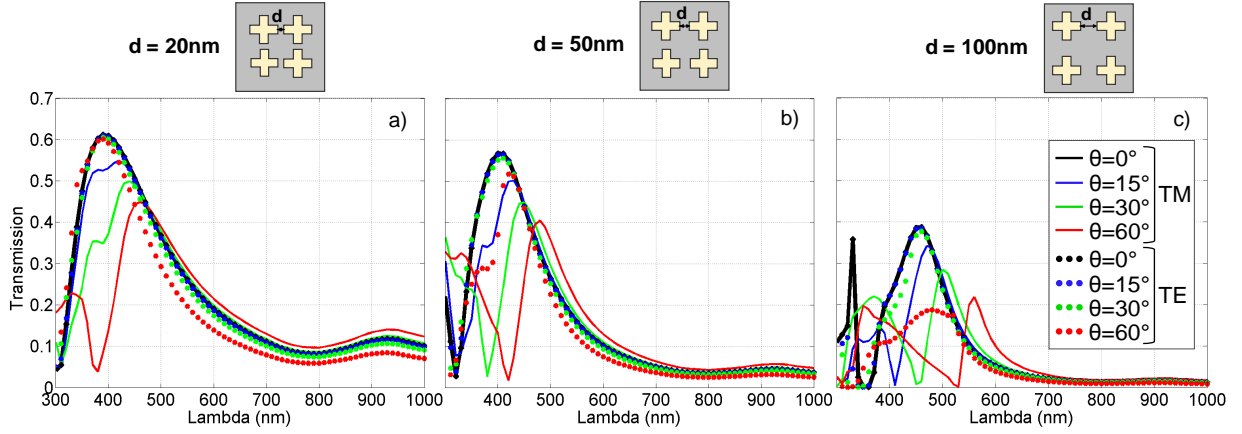 d
d = 20nm
d
d = 50nm
d
d = 100nm
0.7
0.6
0.5
0.4
0.3
0.2
0.1
0
Transmission
a)
300 400 500 600 700 800 900 1000
Lambda (nm)
b)
400 500 600 700 800 900 1000
Lambda (nm)
c)
400 500 600 700 800 900 1000
Lambda (nm)
θ=0°
θ=15°
θ=30°
θ=60°
TM
θ=0°
θ=15°
θ=30°
θ=60°
TE